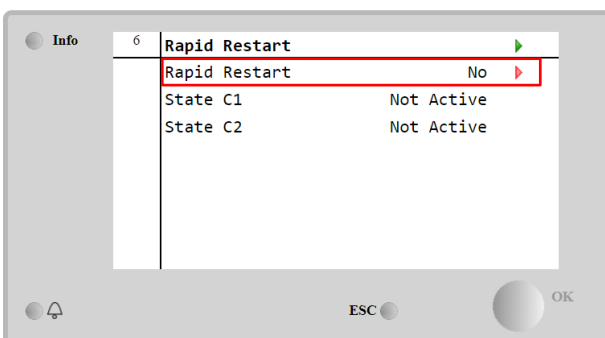 Info
6 Rapid Restart
Rapid Restart No
State C1 Not Active
State C2 Not Active
ESC
OK